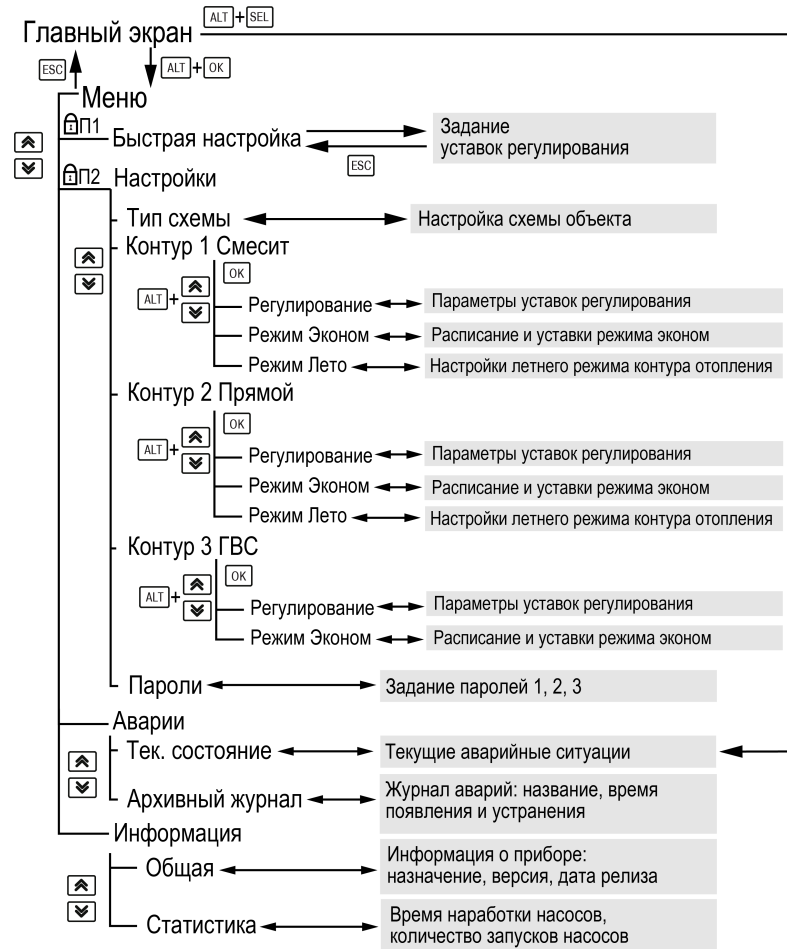 ALT + SEL
Главный экран
ESC ALT + OK
Меню
П1
Быстрая настройка
Задание
уставок регулирования
ESC
П2 Настройки
Тип схемы Настройка схемы объекта
Контур 1 Смесит
OK
ALT +
Регулирование Параметры уставок регулирования
Режим Эконом Расписание и уставки режима эконом
Режим Лето Настройки летнего режима контура отопления
Контур 2 Прямой
OK
ALT +
Регулирование Параметры уставок регулирования
Режим Эконом Расписание и уставки режима эконом
Режим Лето Настройки летнего режима контура отопления
Контур 3 ГВС
OK
ALT +
Регулирование Параметры уставок регулирования
Режим Эконом Расписание и уставки режима эконом
Пароли Задание паролей 1, 2, 3
Аварии
Тек. состояние Текущие аварийные ситуации
Архивный журнал Журнал аварий: название, время
появления и устранения
Информация
Общая Информация о приборе:
назначение, версия, дата релиза
Статистика Время наработки насосов,
количество запусков насосов